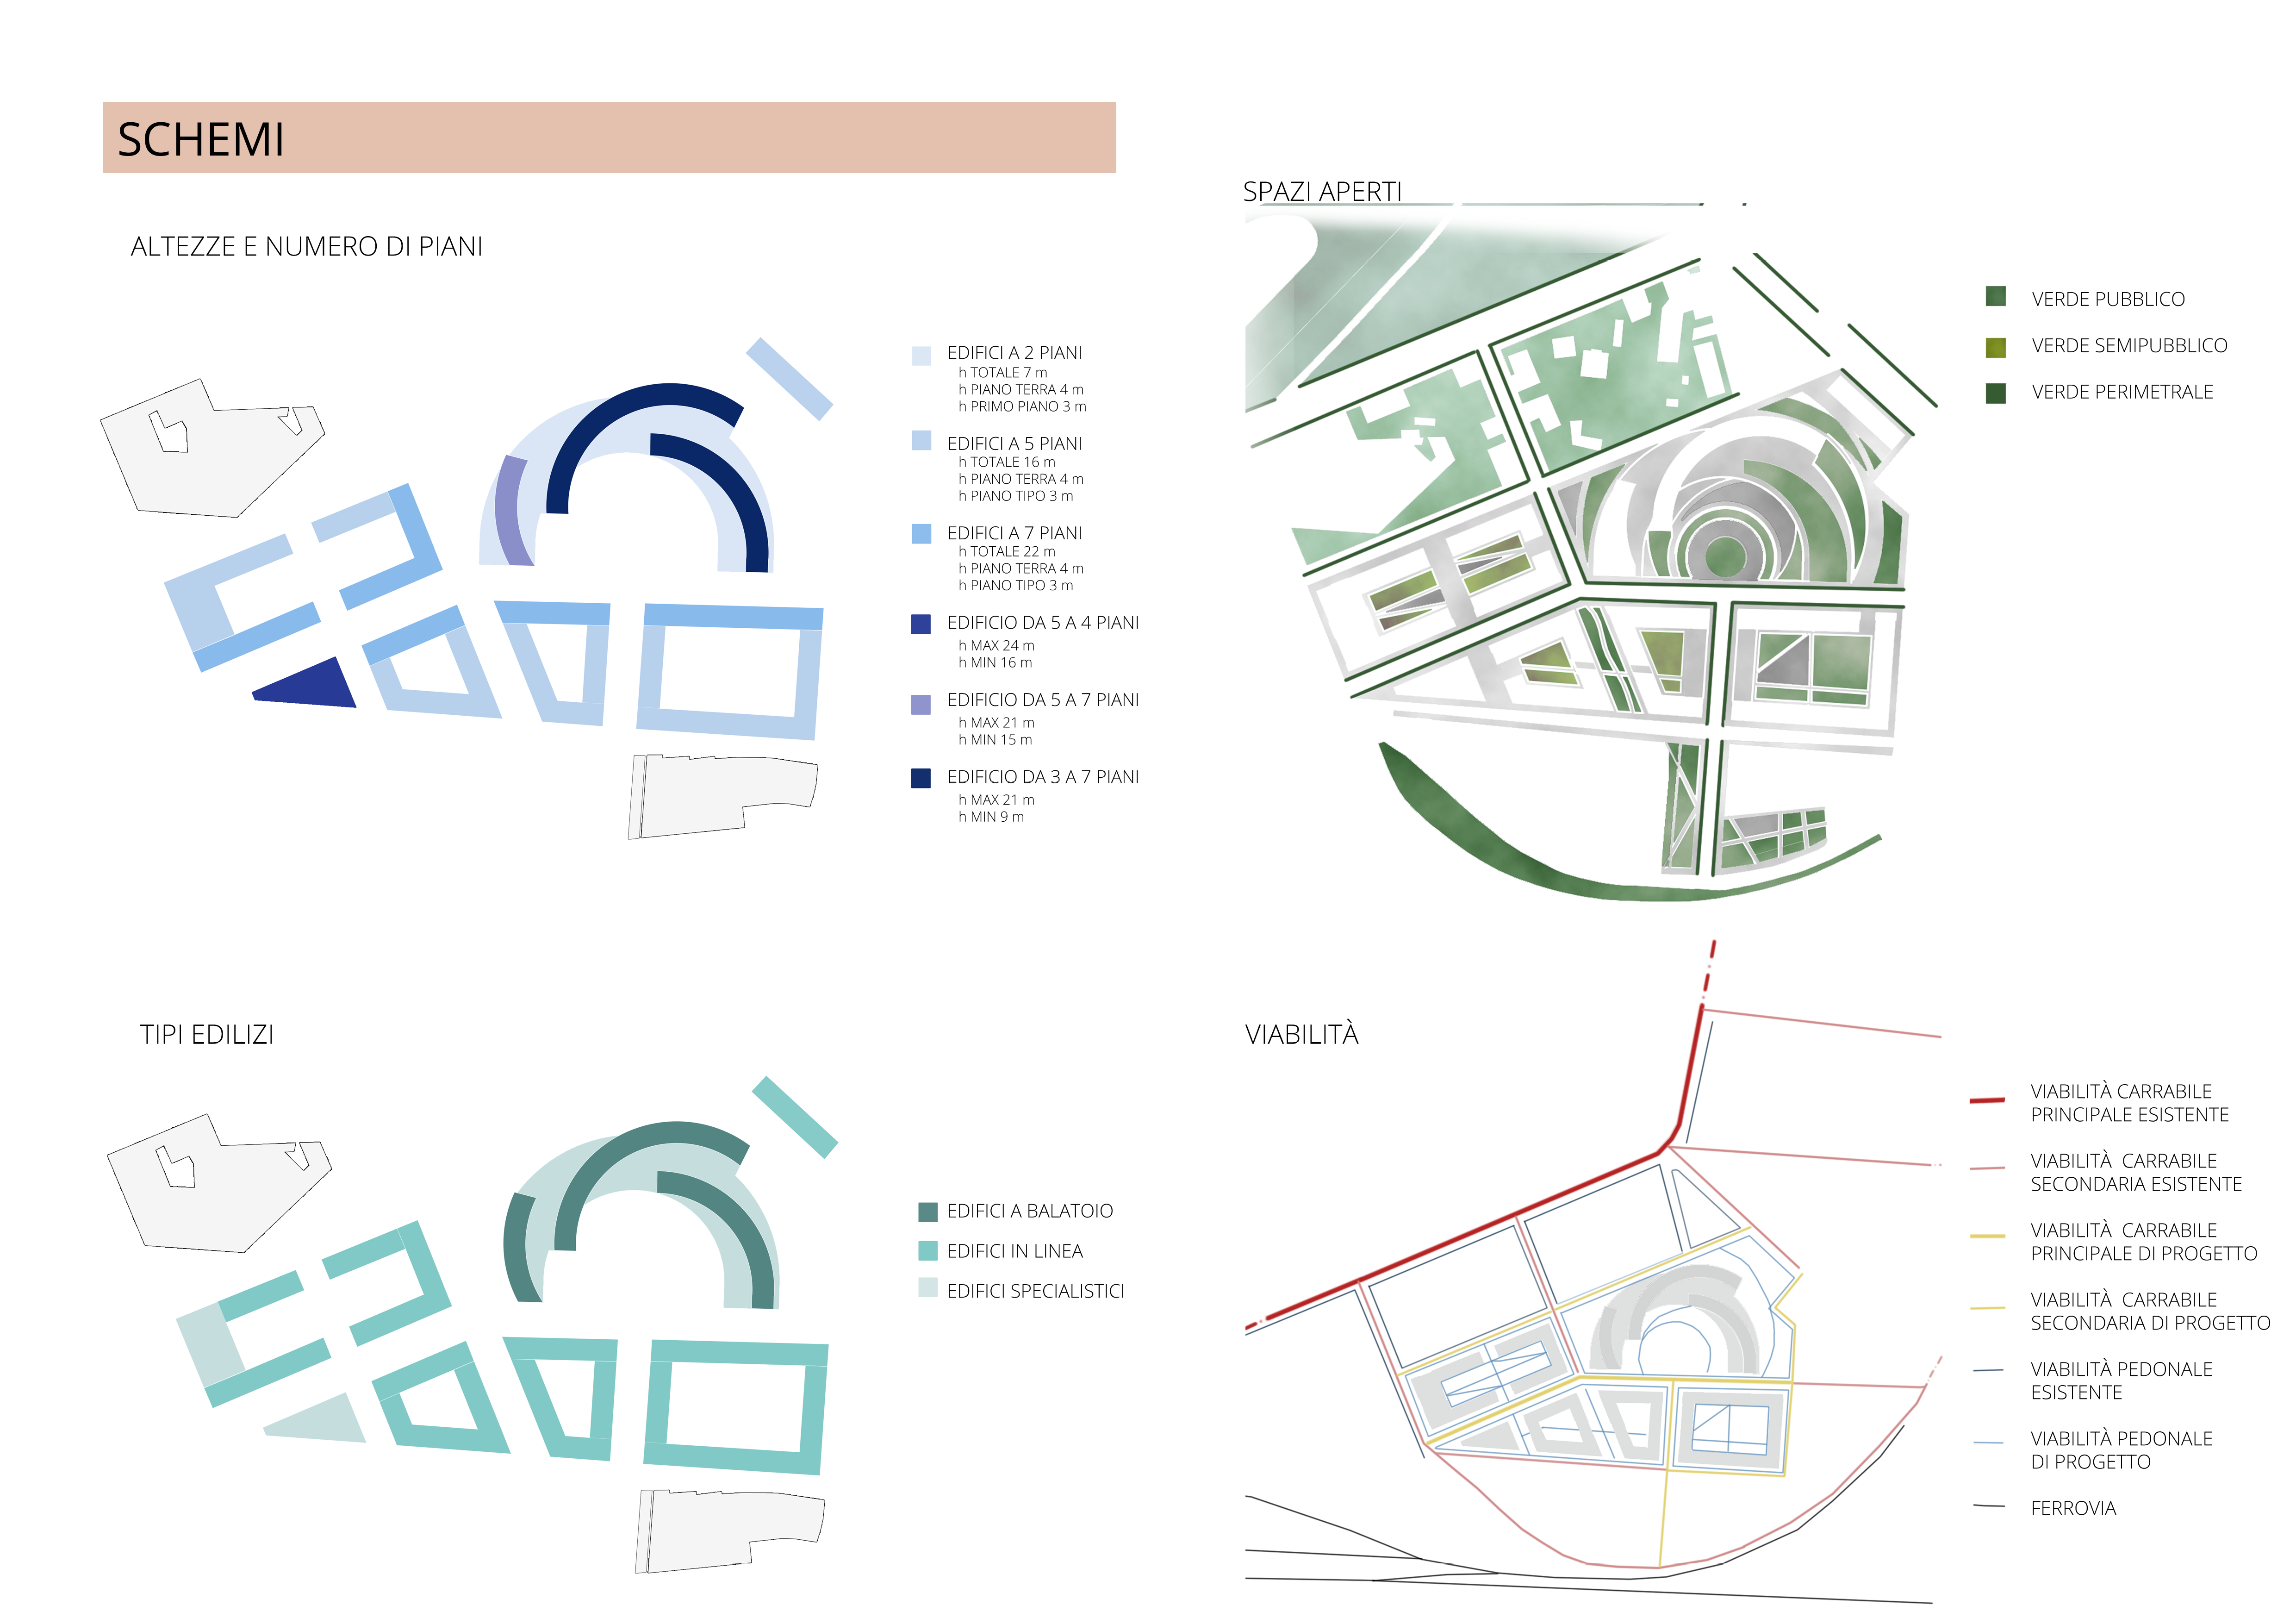 SCHEMI
ALTEZZE E NUMERO DI PIANI
EDIFICI A 2 PIANI
h TOTALE 7 m
h PIANO TERRA 4 m
h PRIMO PIANO 3 m
EDIFICI A 5 PIANI
h TOTALE 16 m
h PIANO TERRA 4 m
h PIANO TIPO 3 m
EDIFICI A 7 PIANI
h TOTALE 22 m
h PIANO TERRA 4 m
h PIANO TIPO 3 m
EDIFICIO DA 5 A 4 PIANI
h MAX 24 m
h MIN 16 m
EDIFICIO DA 5 A 7 PIANI
h MAX 21 m
h MIN 15 m
EDIFICIO DA 3 A 7 PIANI
h MAX 21 m
h MIN 9 m
SPAZI APERTI
VERDE PUBBLICO
VERDE SEMIPUBBLICO
VERDE PERIMETRALE
TIPI EDILIZI
EDIFICI A BALATOIO
EDIFICI IN LINEA
EDIFICI SPECIALISTICI
VIABILITÀ
VIABILITÀ CARRABILE
PRINCIPALE ESISTENTE
VIABILITÀ CARRABILE
SECONDARIA ESISTENTE
VIABILITÀ CARRABILE
PRINCIPALE DI PROGETTO
VIABILITÀ CARRABILE
SECONDARIA DI PROGETTO
VIABILITÀ PEDONALE
ESISTENTE
VIABILITÀ PEDONALE
DI PROGETTO
FERROVIA